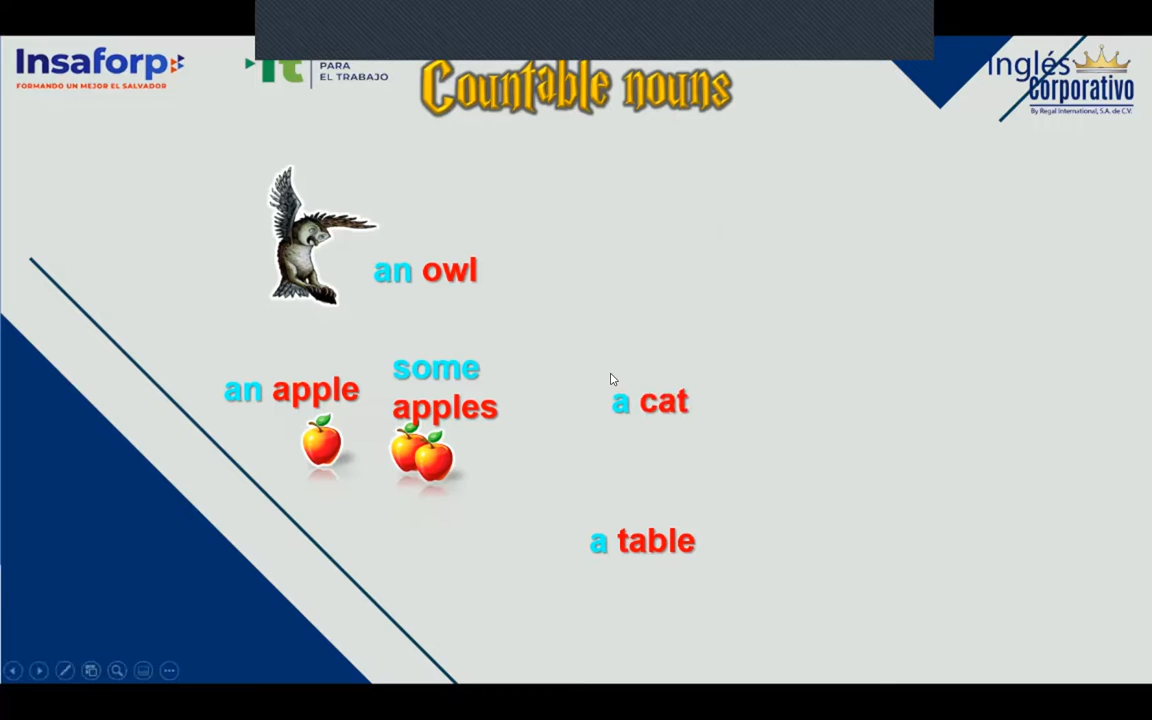 Insaforp
FORMANDO UN MEJOR EL SALVADOR
PARA
EL TRABAJO
Countable nouns
Inglés
Corporativo
By Regal International, S.A. de C.V.
an owl
some
an apple
apples
a cat
a table